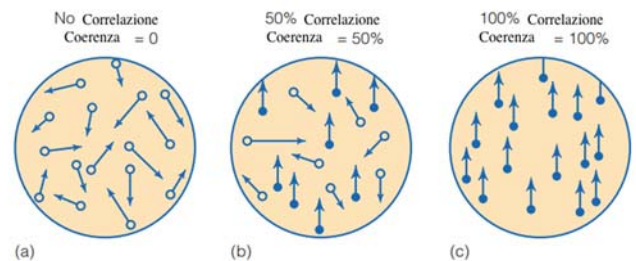 No Correlazione
Coerenza = 0
50% Correlazione
Coerenza = 50%
100% Correlazione
Coerenza = 100%
(a)
(b)
(c)